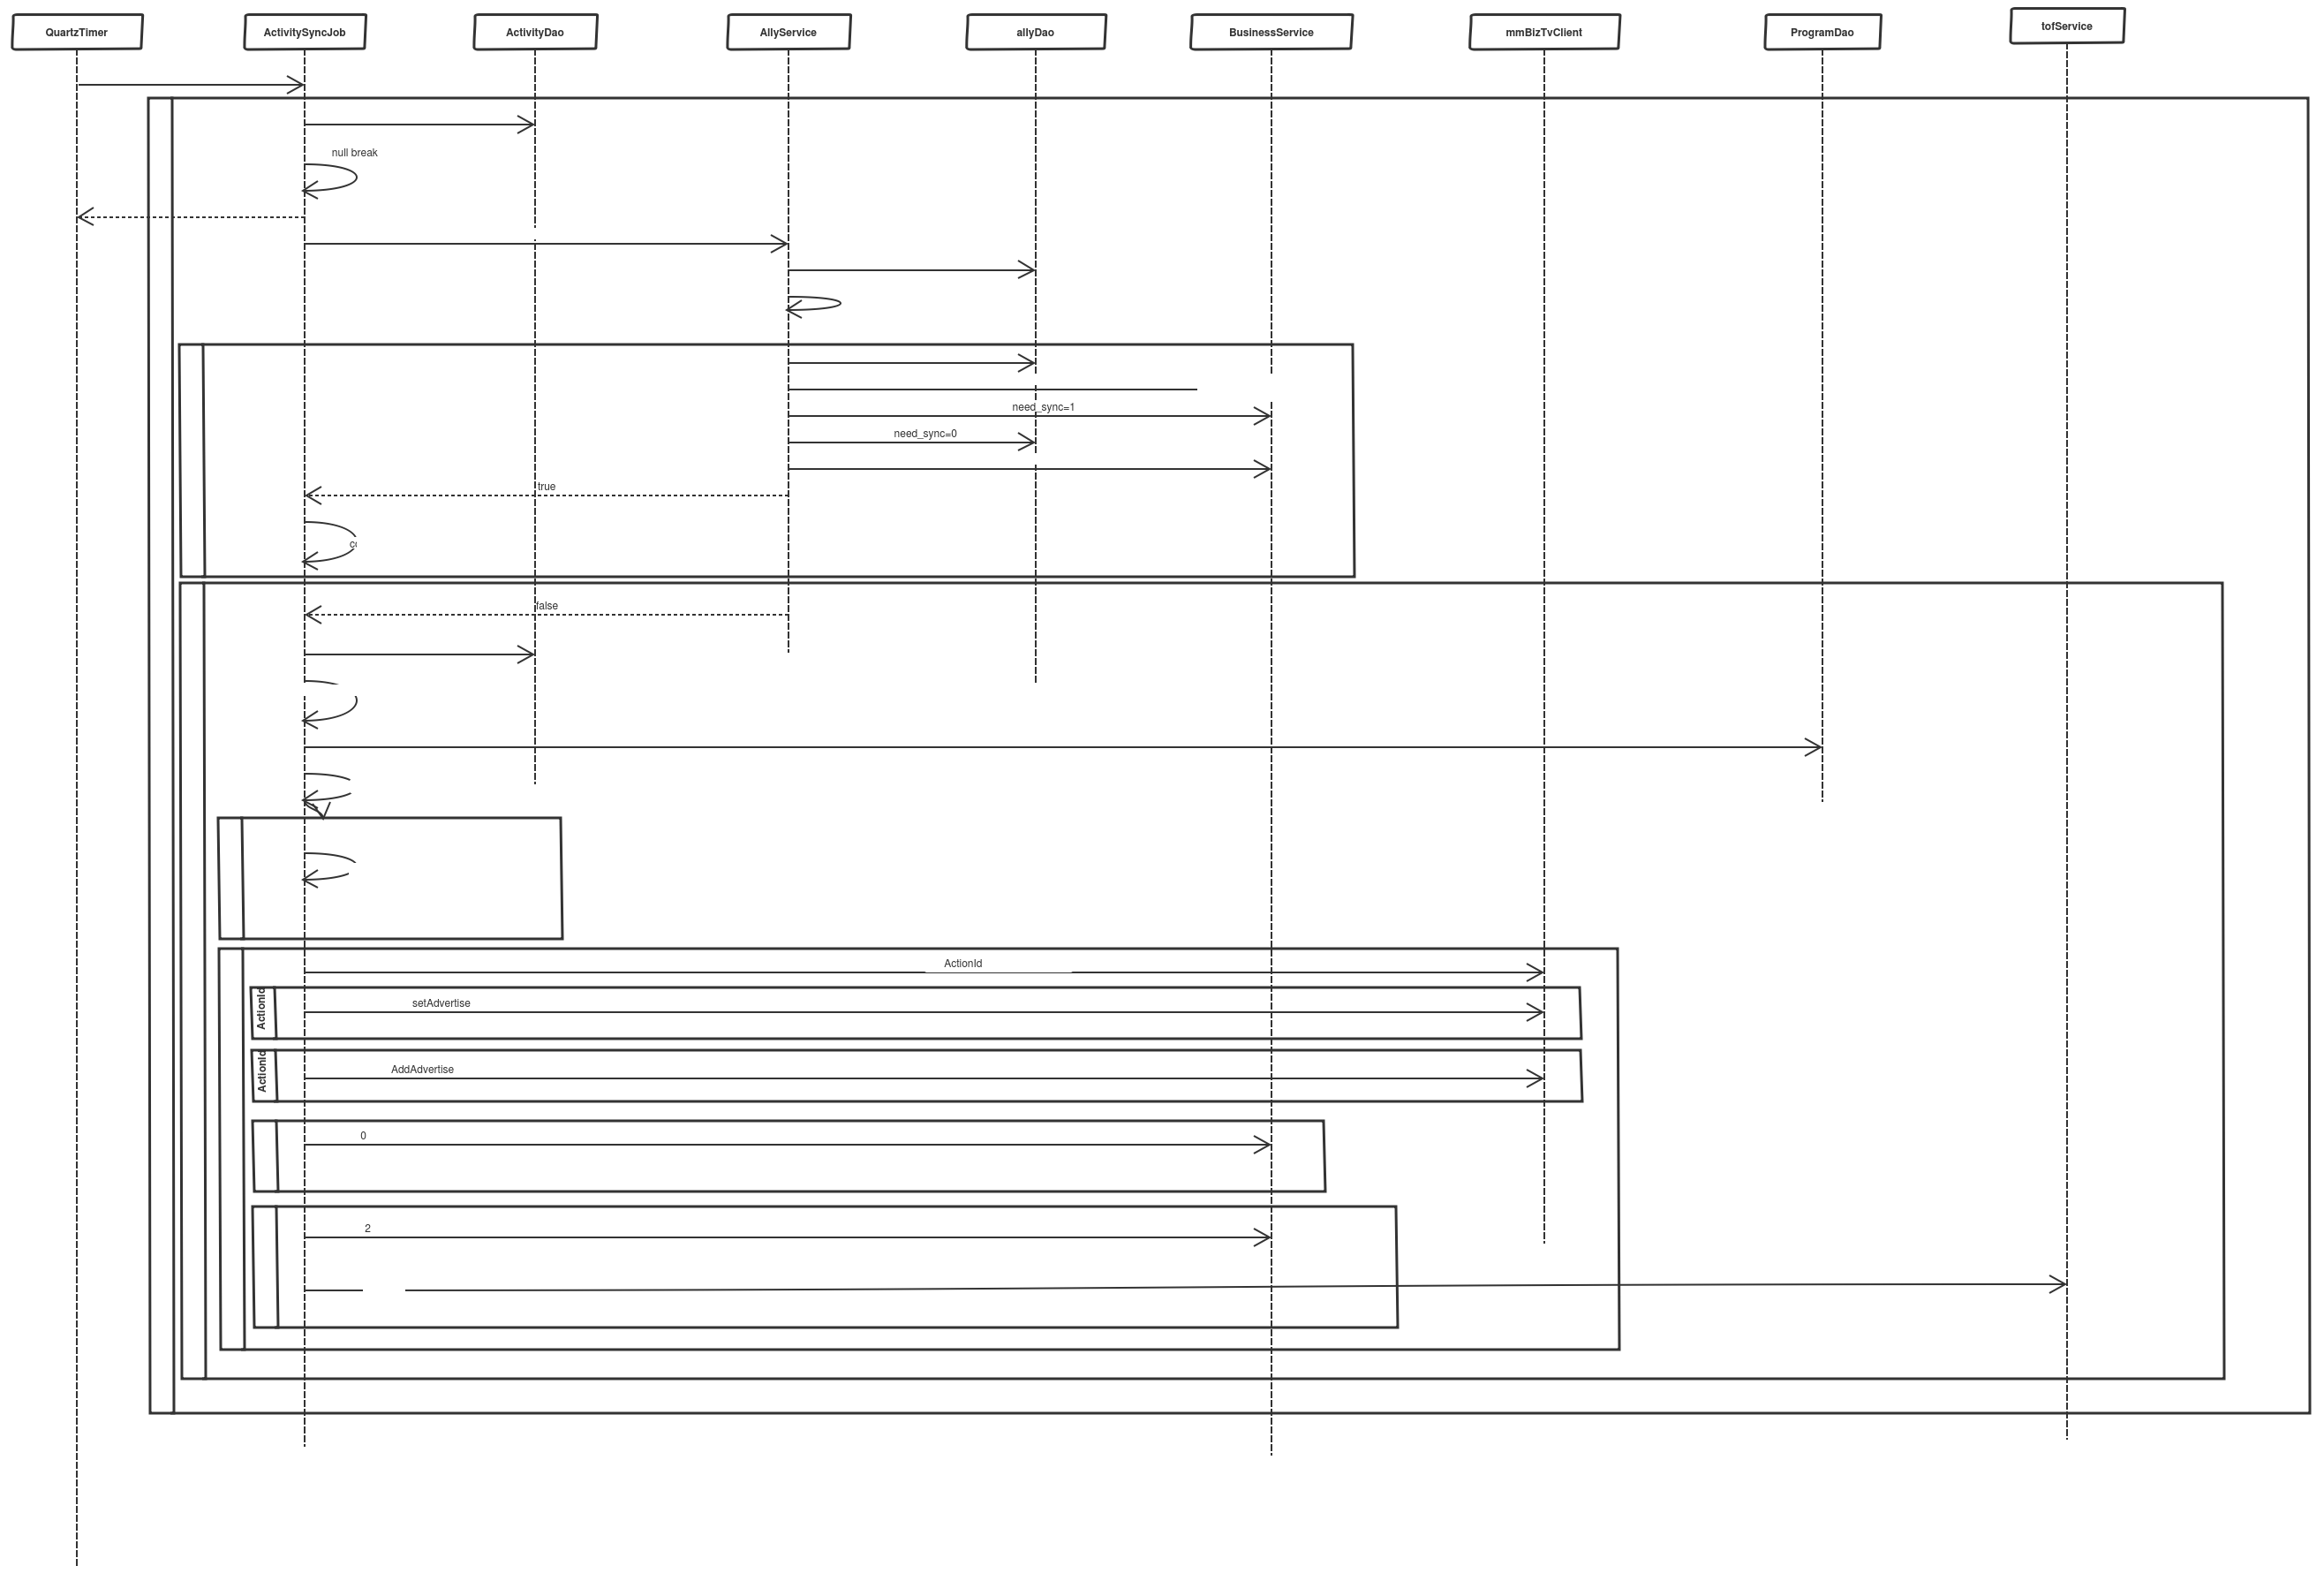 QuartzTimer
ActivitySyncJob
ActivityDao
AllyService
allyDao
BusinessService
mmBizTvClient
ProgramDao
tofService
null break
need_sync=1
need_sync=0
true
false
ActionId
ActionId
setAdvertise
ActionId
AddAdvertise
0
2